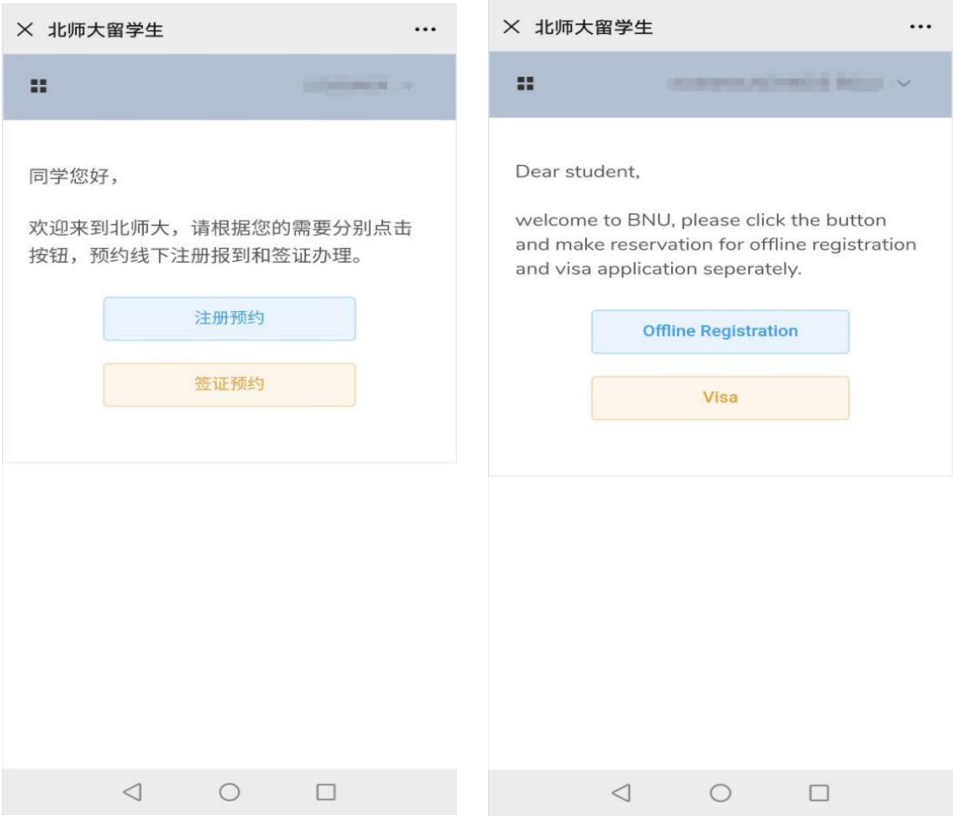 北师大留学生
同学您好，
欢迎来到北师大，请根据您的需要分别点击
按钮，预约线下注册报到和签证办理。
注册预约
签证预约
北师大留学生
Dear student,
welcome to BNU, please click the button
and make reservation for offline registration
and visa application seperately.
Offline Registration
Visa